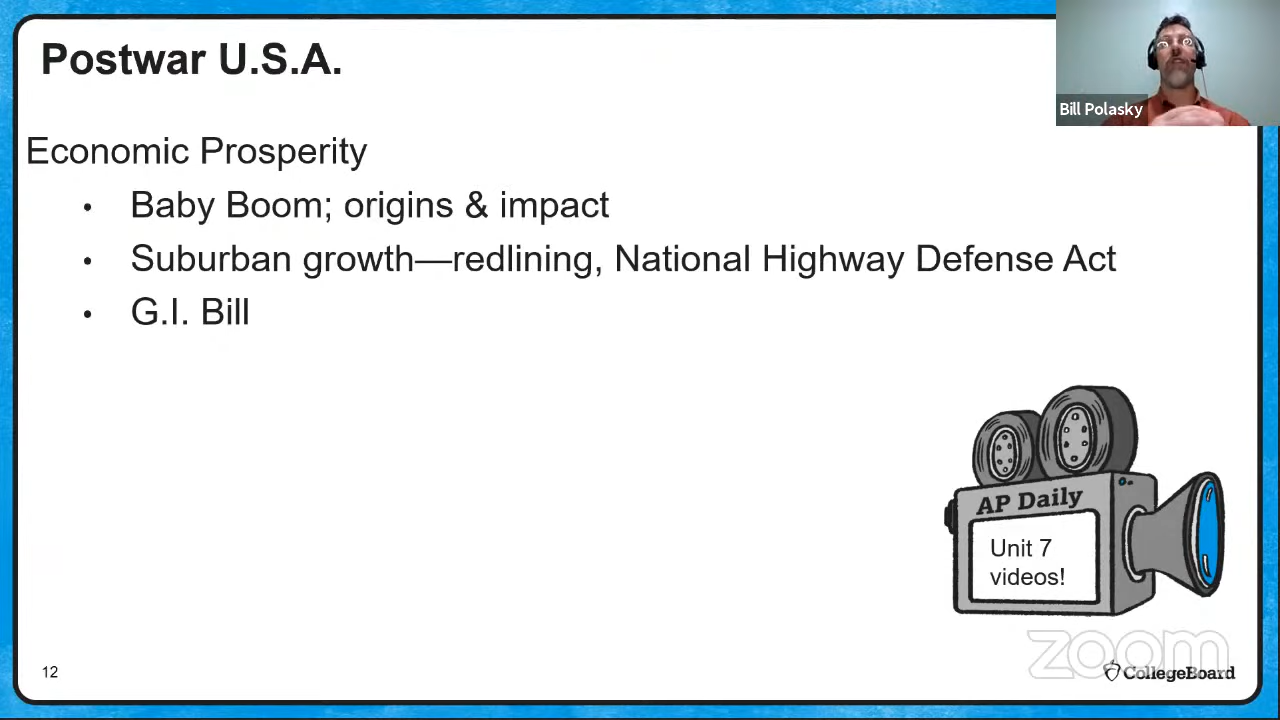 Postwar U.S.A.
Bill Polasky
Economic Prosperity
• Baby Boom; origins & impact
• Suburban growth—redlining, National Highway Defense Act
• G.I. Bill
AP Daily
Unit 7
videos!
zoom
12
CollegeBoard